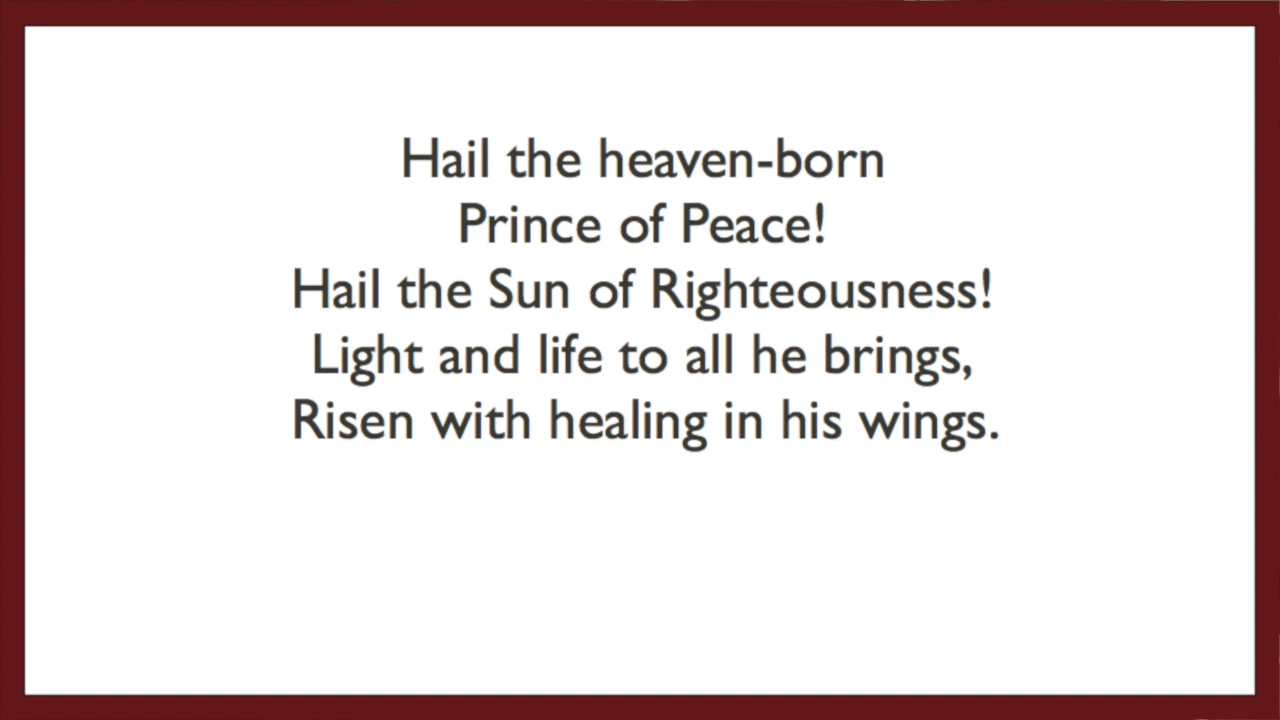 Hail the heaven-born
Prince of Peace!
Hail the Sun of Righteousness!
Light and life to all he brings,
Risen with healing in his wings.